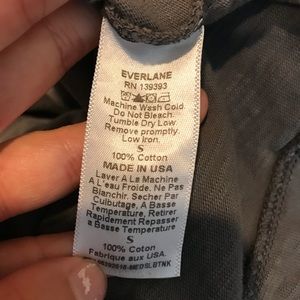 EVERLANE
RN 139393
Machine Wash Cold.
Do Not Bleach.
Tumble Dry Low.
Remove promptly.
Low Iron.
S
100% Cotton
MADE IN USA
Laver A La Machine
A L'eau Froide. Ne Pas
Blanchir. Secher Par
Culbutage, A Basse
Temperature, Retirer
Rapidement Repasser
a Basse Temperature.
S
100% Coton
Fabrique aux USA.